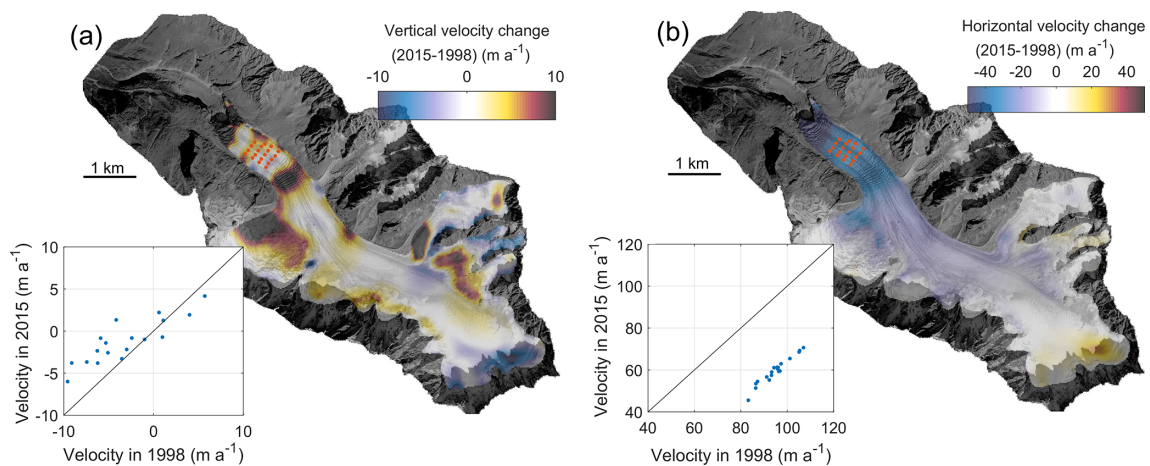 (a)
Vertical velocity change
(2015-1998) (m a⁻¹)
-10 0 10
1 km
Velocity in 2015 (m a⁻¹)
10
5
0
-5
-10
-10 0 10
Velocity in 1998 (m a⁻¹)
(b)
Horizontal velocity change
(2015-1998) (m a⁻¹)
-40 -20 0 20 40
1 km
Velocity in 2015 (m a⁻¹)
120
100
80
60
40
40 60 80 100 120
Velocity in 1998 (m a⁻¹)